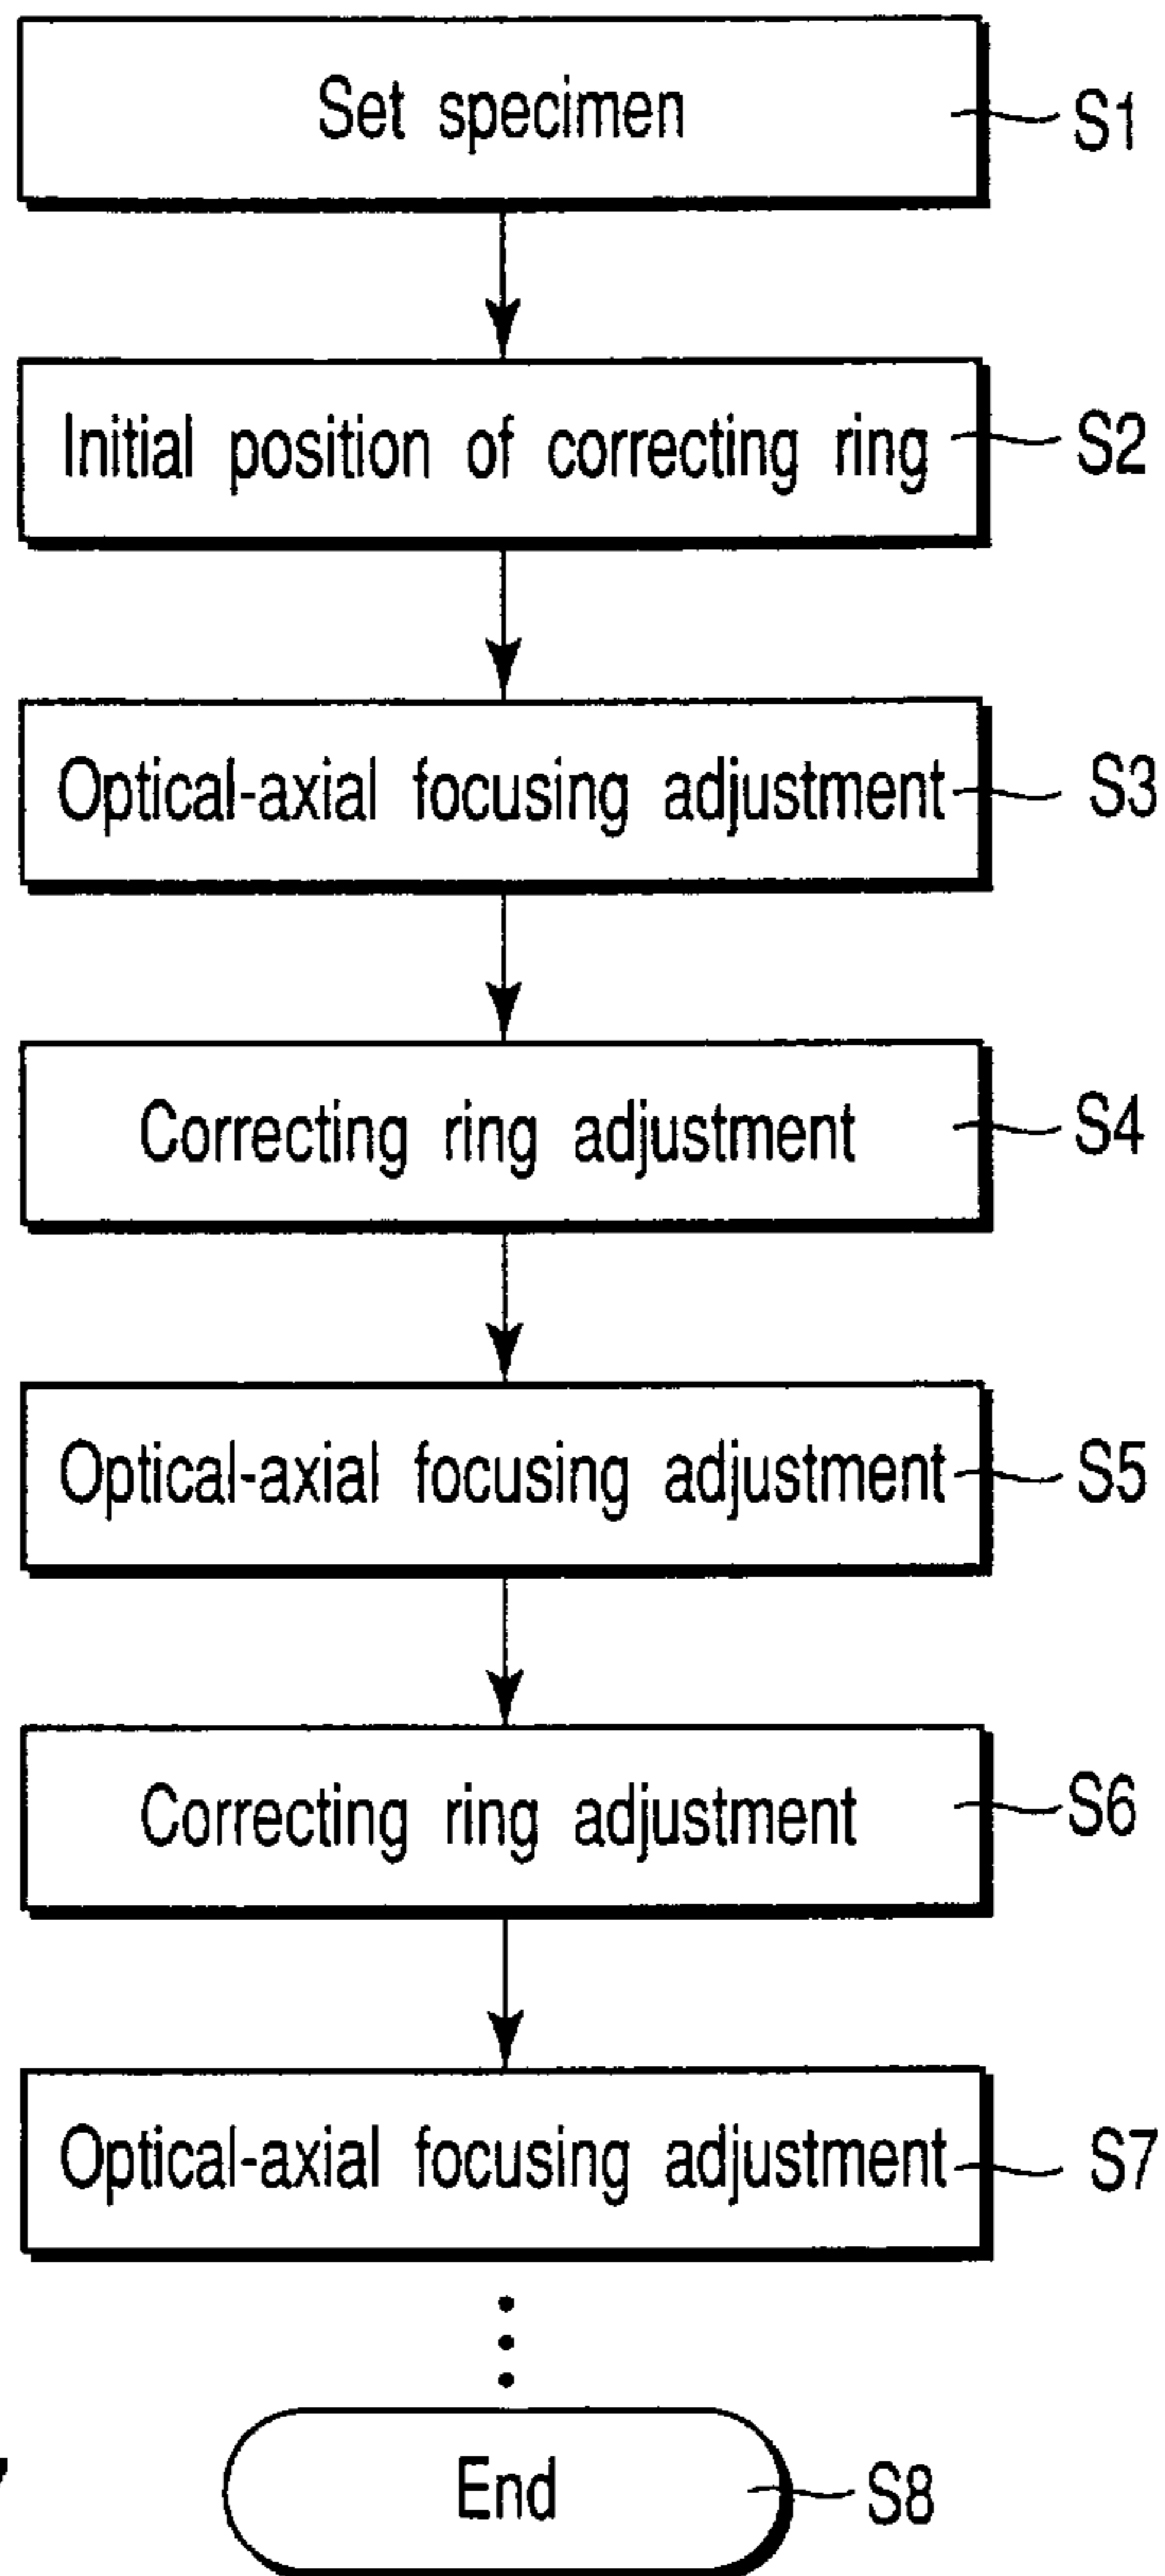 Set specimen S1
Initial position of correcting ring S2
Optical-axial focusing adjustment S3
Correcting ring adjustment S4
Optical-axial focusing adjustment S5
Correcting ring adjustment S6
Optical-axial focusing adjustment S7
End S8